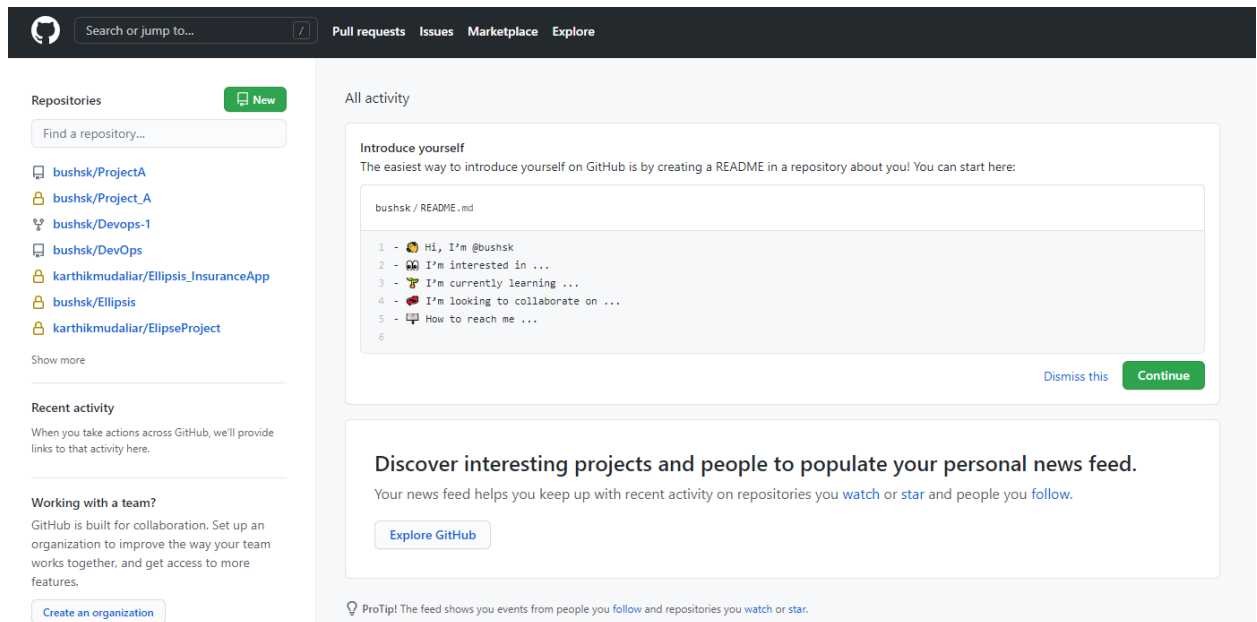 Search or jump to... /
Pull requests Issues Marketplace Explore
Repositories
New
Find a repository...
bushsk/ProjectA
bushsk/Project_A
bushsk/Devops-1
bushsk/DevOps
karthikmudaliar/Ellipsis_InsuranceApp
bushsk/Ellipsis
karthikmudaliar/ElipseProject
Show more
Recent activity
When you take actions across GitHub, we'll provide
links to that activity here.
Working with a team?
GitHub is built for collaboration. Set up an
organization to improve the way your team
works together, and get access to more
features.
Create an organization
All activity
Introduce yourself
The easiest way to introduce yourself on GitHub is by creating a README in a repository about you! You can start here:
bushsk / README.md
1 - 👋 Hi, I'm @bushsk
2 - 👀 I'm interested in ...
3 - 🌱 I'm currently learning ...
4 - 💞️ I'm looking to collaborate on ...
5 - 📫 How to reach me ...
6
Dismiss this
Continue
Discover interesting projects and people to populate your personal news feed.
Your news feed helps you keep up with recent activity on repositories you watch or star and people you follow.
Explore GitHub
ProTip! The feed shows you events from people you follow and repositories you watch or star.